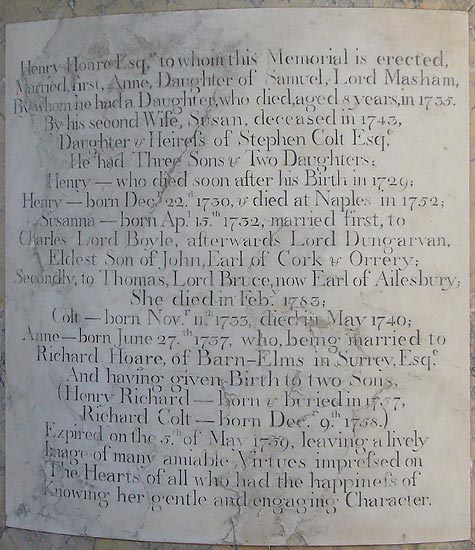 Henry Hoare Esq.r to whom this Memorial is erected,
Married, first, Anne, Daughter of Samuel, Lord Masham,
By whom he had a Daughter, who died, aged 8 years, in 1735.
By his second Wife, Susan, deceased in 1743,
Daughter & Heiress of Stephen Colt Esq.r
He had Three Sons & Two Daughters;
Henry — who died soon after his Birth in 1729;
Henry — born Dec.r 22.d 1730, & died at Naples in 1752;
Susanna — born Ap.l 15.th 1732, married first, to
Charles Lord Boyle, afterwards Lord Dungarvan,
Eldest Son of John, Earl of Cork & Orrery;
Secondly, to Thomas, Lord Bruce, now Earl of Ailesbury;
She died in Feb.y 1783;
Colt — born Nov.r 11.th 1733, died in May 1740;
Anne — born June 27.th 1737, who, being married to
Richard Hoare, of Barn-Elms in Surrey, Esq.r
And having given Birth to two Sons,
(Henry Richard — born & buried in 1757,
Richard Colt — born Dec.r 9.th 1758.)
Expired on the 5.th of May 1759, leaving a lively
Image of many amiable Virtues impressed on
The Hearts of all who had the happiness of
Knowing her gentle and engaging Character.